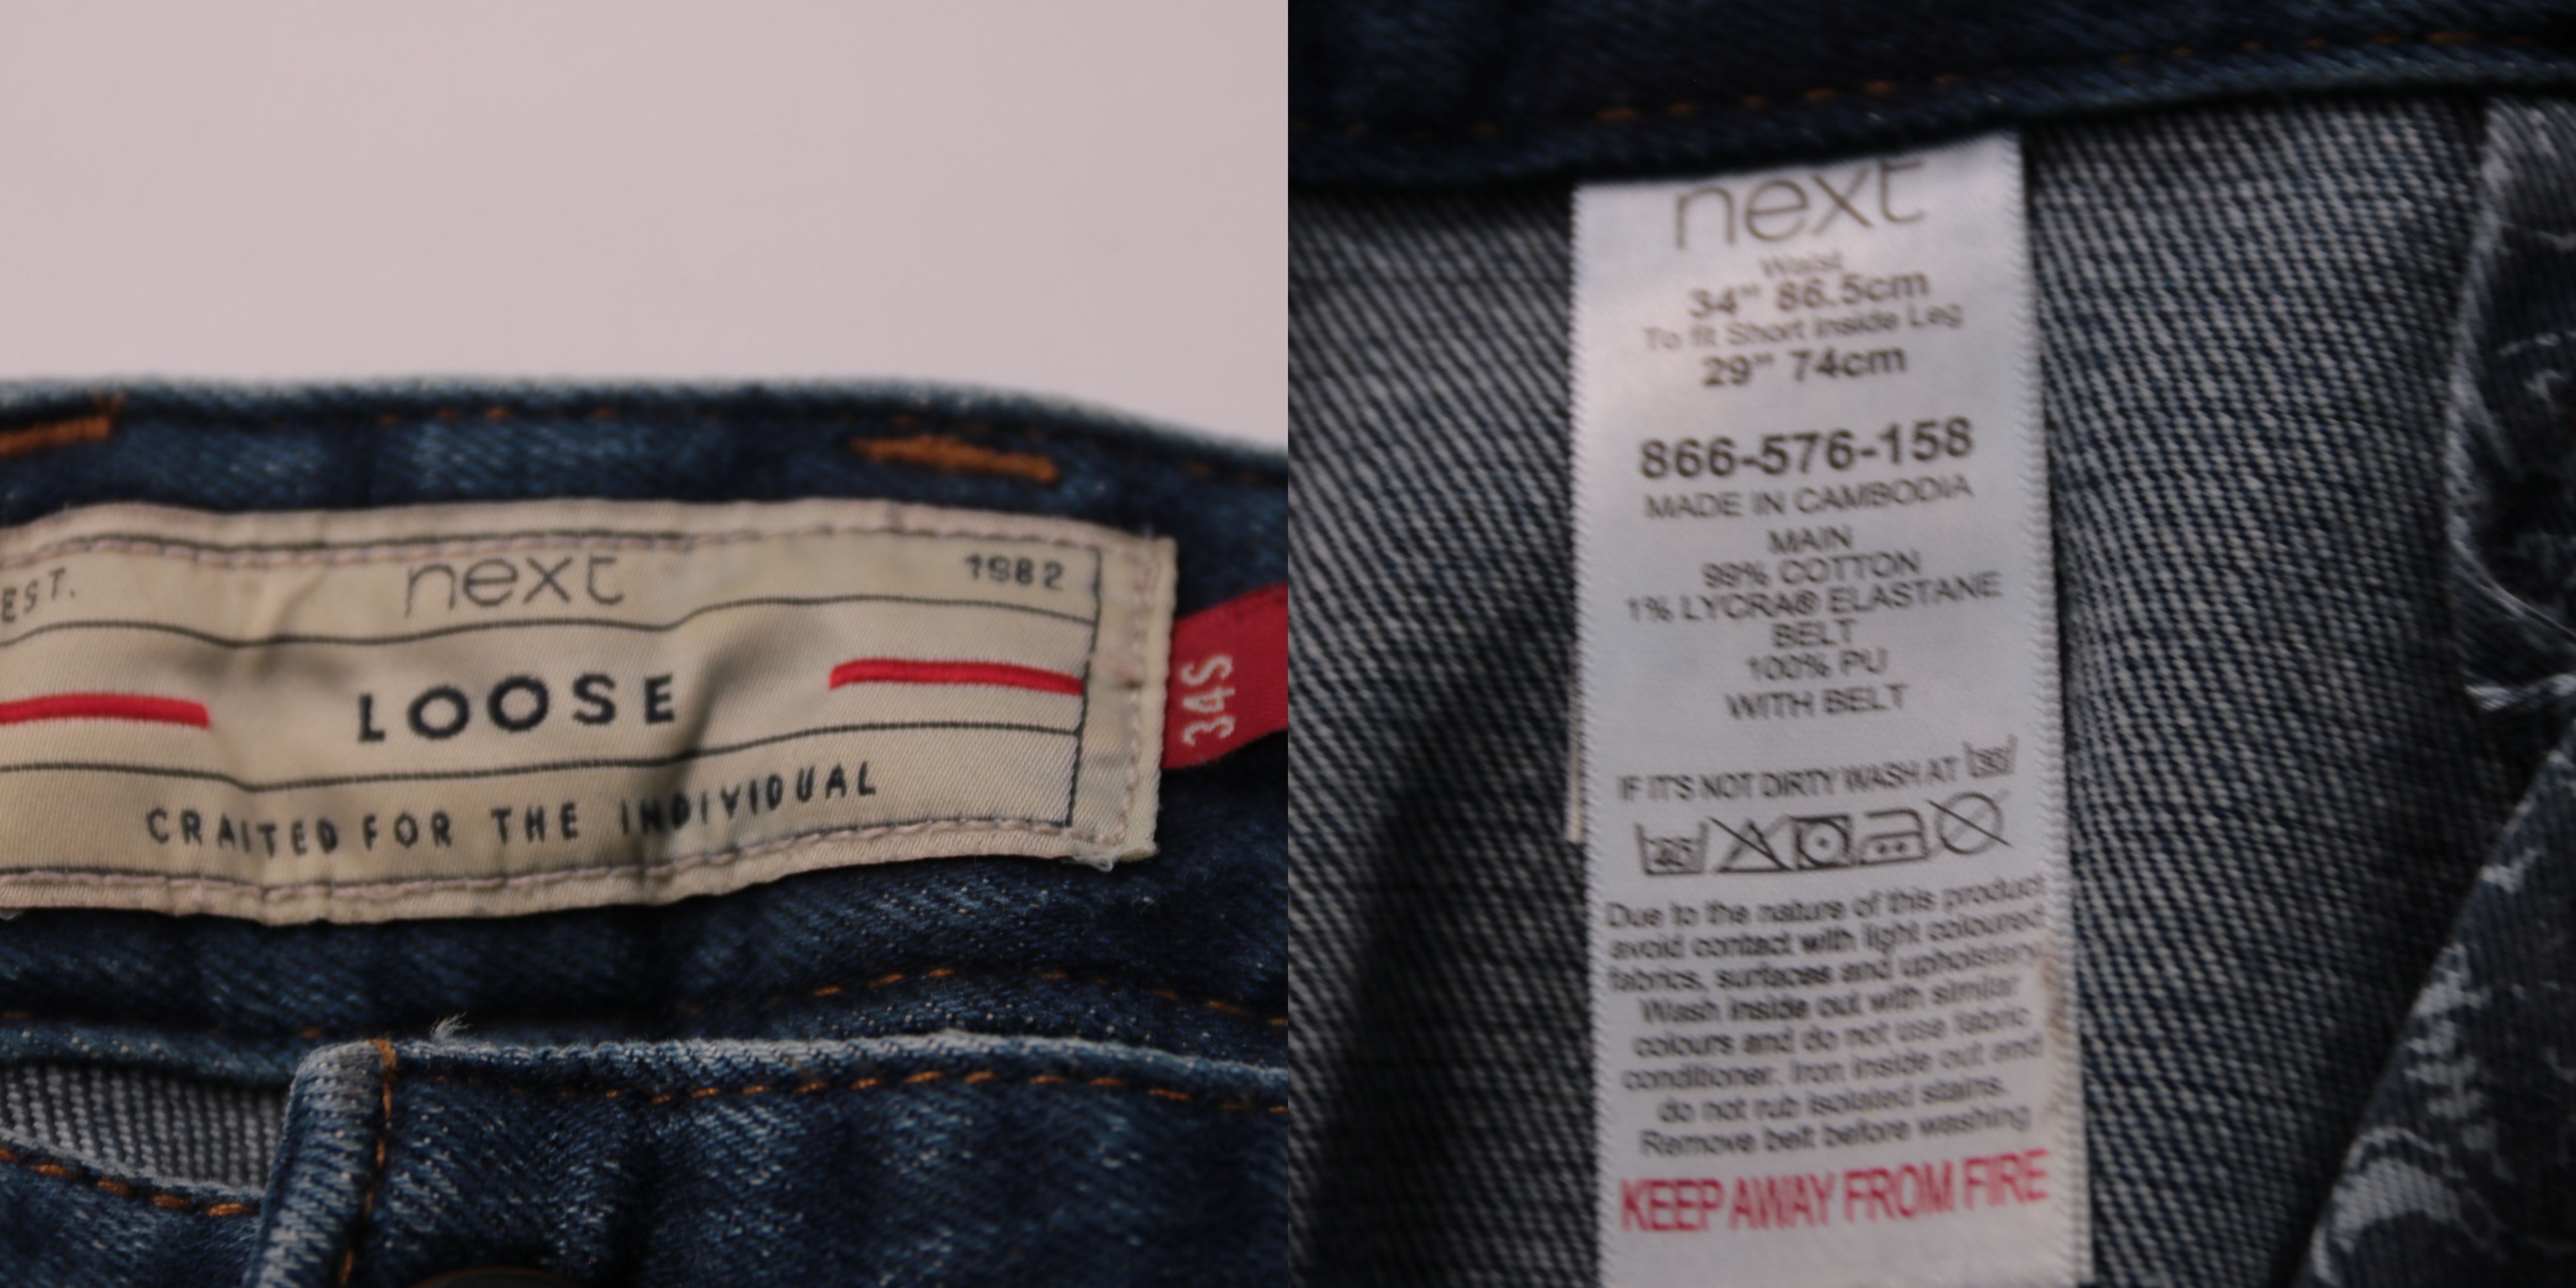 EST. next 1982
LOOSE
CRAFTED FOR THE INDIVIDUAL
34S
next
Waist
34" 86.5cm
To fit Short Inside Leg
29" 74cm
866-576-158
MADE IN CAMBODIA
MAIN
99% COTTON
1% LYCRA® ELASTANE
BELT
100% PU
WITH BELT
IF IT'S NOT DIRTY WASH AT 30
40
Due to the nature of this product
avoid contact with light coloured
fabrics, surfaces and upholstery
Wash inside out with similar
colours and do not use fabric
conditioner. Iron inside out and
do not rub isolated stains.
Remove belt before washing
KEEP AWAY FROM FIRE